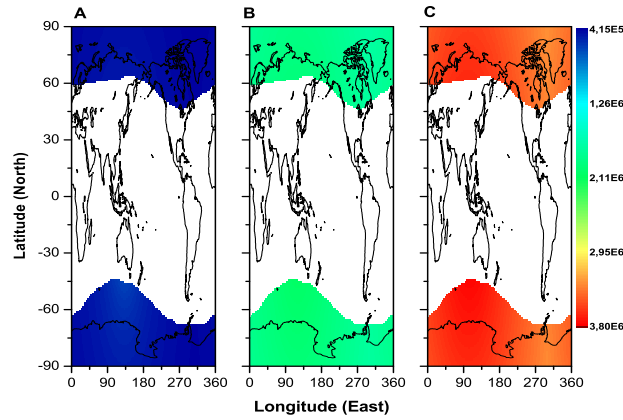 A B C
90
60
30
0
-30
-60
-90
Latitude (North)
0 90 180 270 360 0 90 180 270 360 0 90 180 270 360
Longitude (East)
4,15E5
1,26E6
2,11E6
2,95E6
3,80E6